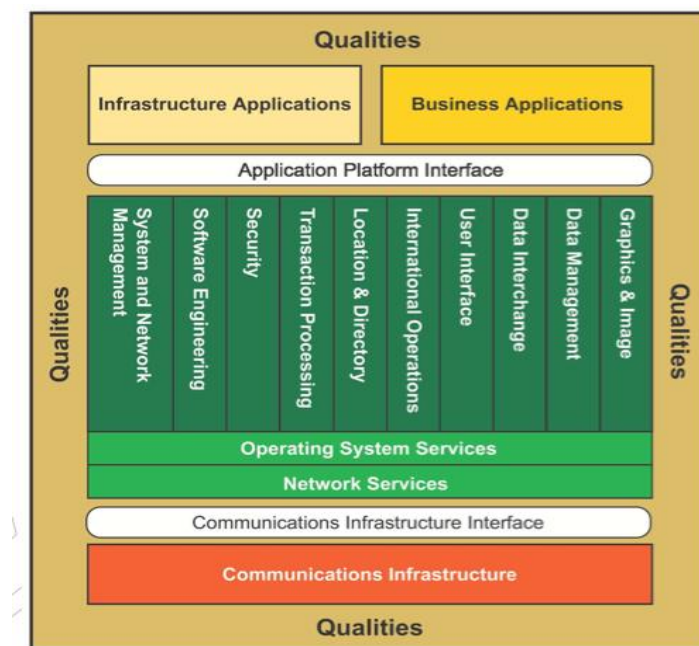 Qualities
Infrastructure Applications
Business Applications
Application Platform Interface
System and Network
Management
Software Engineering
Security
Transaction Processing
Location & Directory
International Operations
User Interface
Data Interchange
Data Management
Graphics & Image
Qualities
Qualities
Operating System Services
Network Services
Communications Infrastructure Interface
Communications Infrastructure
Qualities